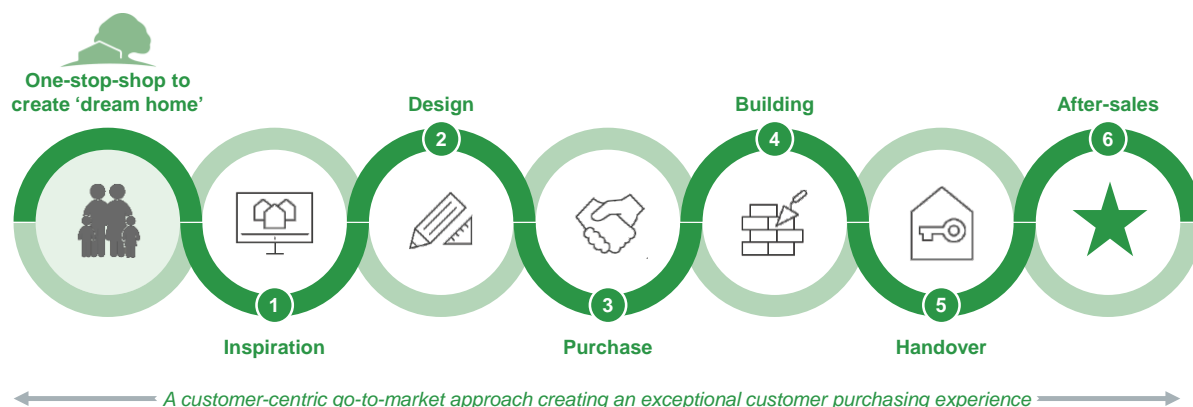 One-stop-shop to
create ‘dream home’
Design
Building
After-sales
2
4
6
1
3
5
Inspiration
Purchase
Handover
A customer-centric go-to-market approach creating an exceptional customer purchasing experience